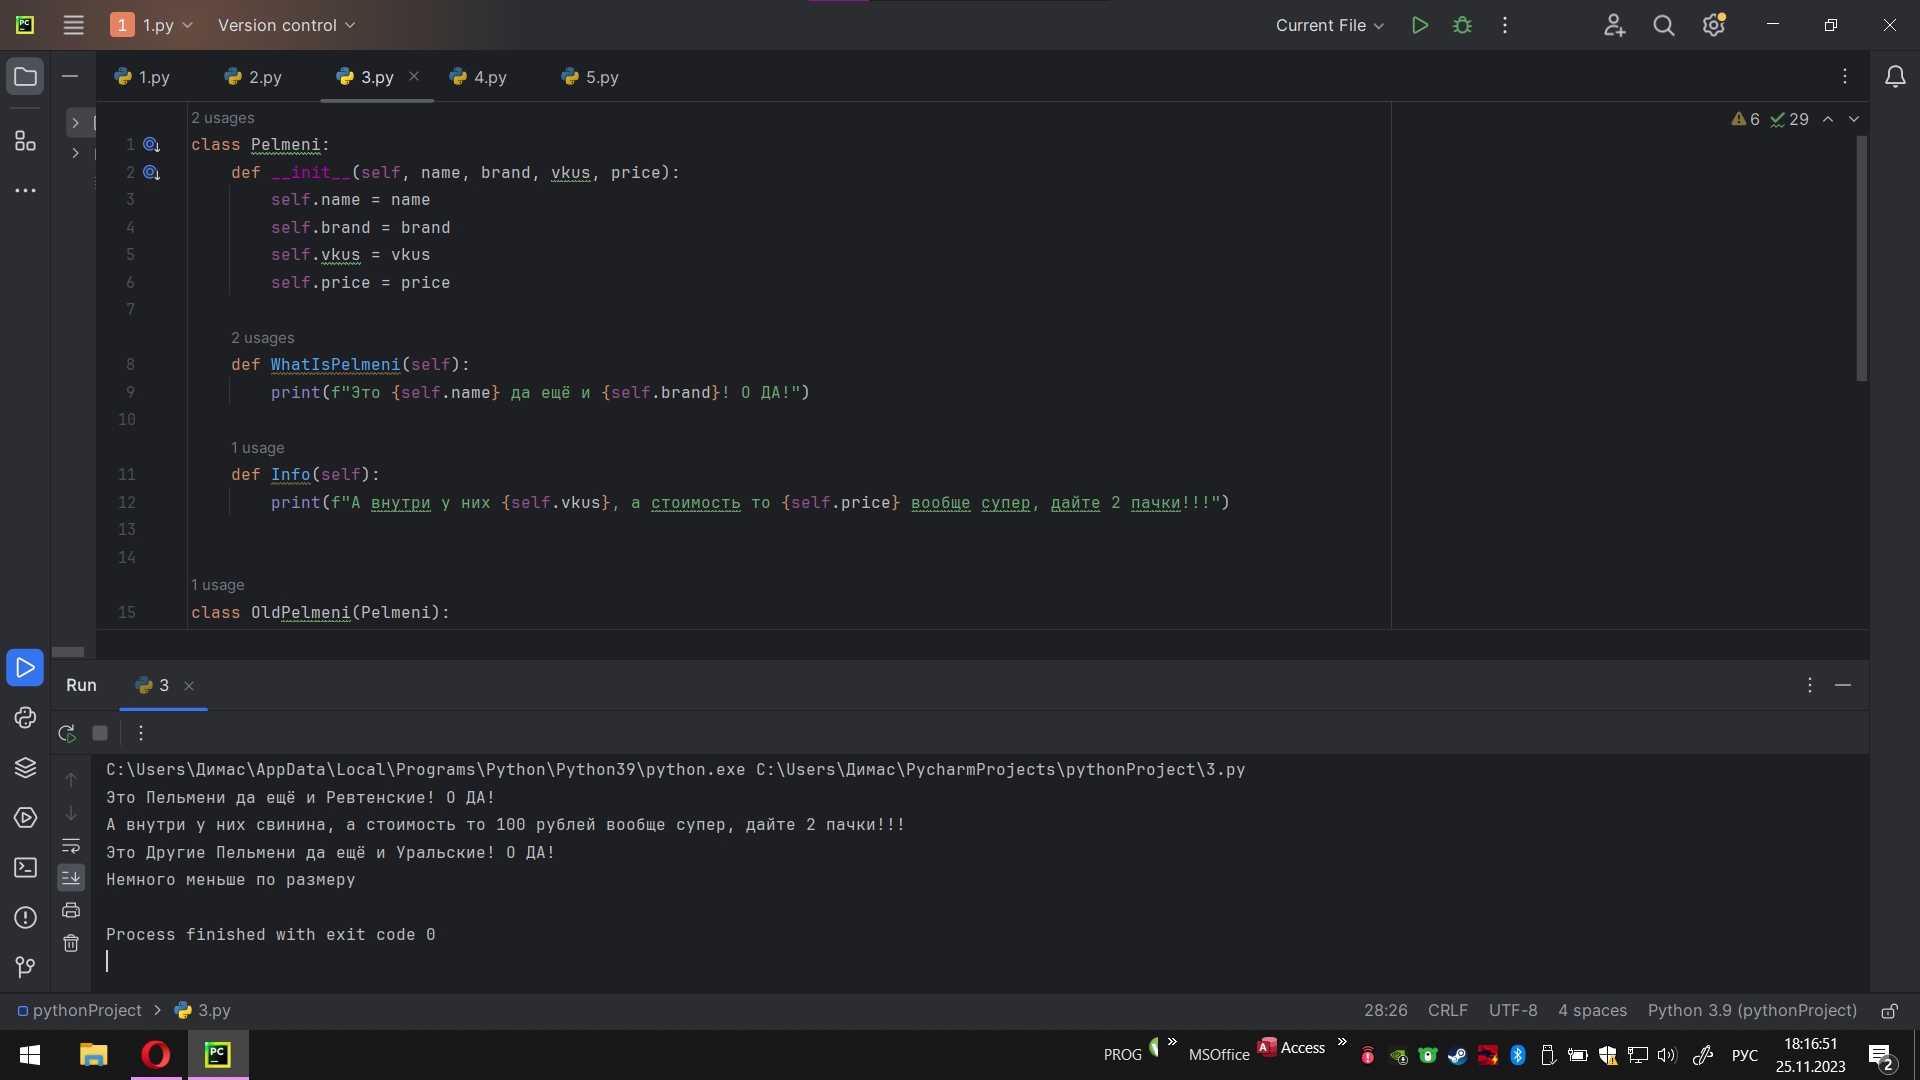 1 1.py Version control Current File
1.py 2.py 3.py 4.py 5.py
2 usages 6 29
1 class Pelmeni:
2 def __init__(self, name, brand, vkus, price):
3 self.name = name
4 self.brand = brand
5 self.vkus = vkus
6 self.price = price
7
2 usages
8 def WhatIsPelmeni(self):
9 print(f"Это {self.name} да ещё и {self.brand}! О ДА!")
10
1 usage
11 def Info(self):
12 print(f"А внутри у них {self.vkus}, а стоимость то {self.price} вообще супер, дайте 2 пачки!!!")
13
14
1 usage
15 class OldPelmeni(Pelmeni):
Run 3
C:\Users\Димас\AppData\Local\Programs\Python\Python39\python.exe C:\Users\Димас\PycharmProjects\pythonProject\3.py
Это Пельмени да ещё и Ревтенские! О ДА!
А внутри у них свинина, а стоимость то 100 рублей вообще супер, дайте 2 пачки!!!
Это Другие Пельмени да ещё и Уральские! О ДА!
Немного меньше по размеру
Process finished with exit code 0
pythonProject 3.py 28:26 CRLF UTF-8 4 spaces Python 3.9 (pythonProject)
PROG MSOffice Access РУС 18:16:51
25.11.2023 2